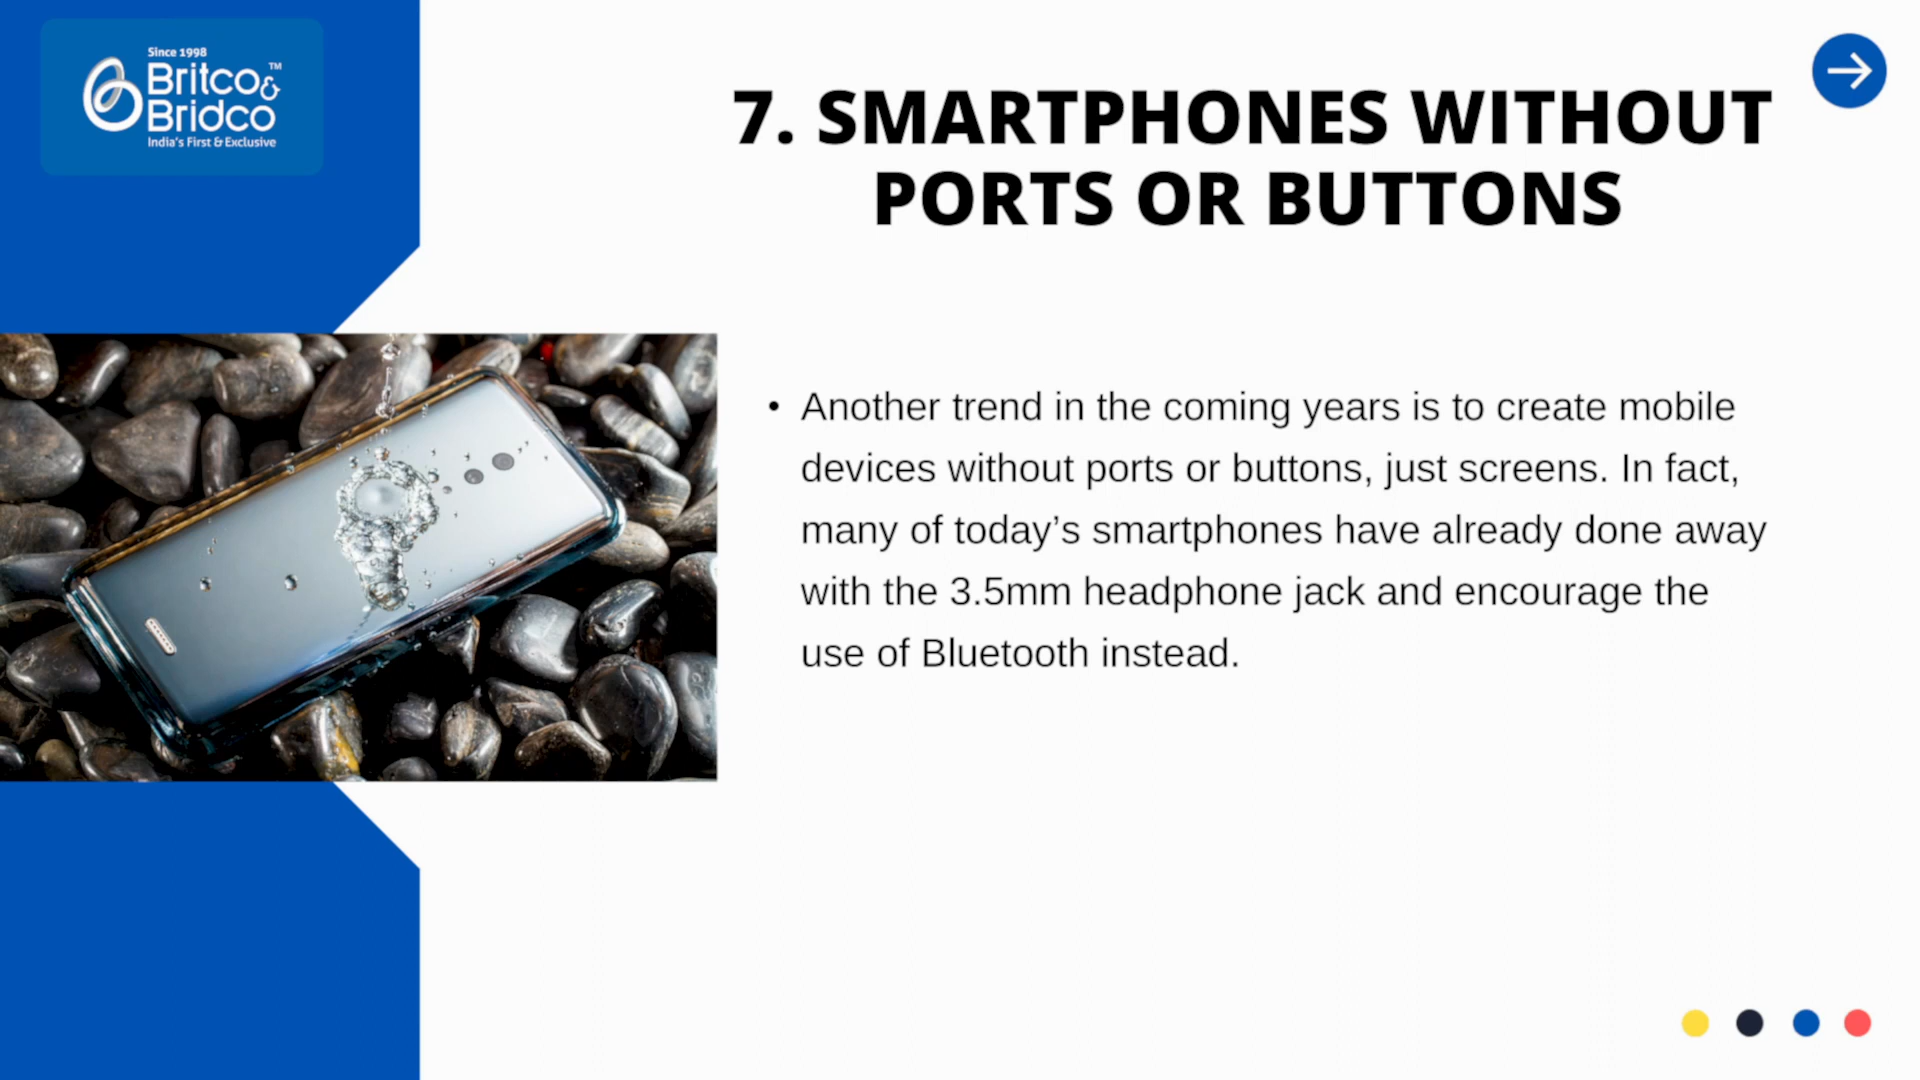 Since 1998
Britco&™
Bridco
India's First & Exclusive
7. SMARTPHONES WITHOUT
PORTS OR BUTTONS
• Another trend in the coming years is to create mobile
devices without ports or buttons, just screens. In fact,
many of today’s smartphones have already done away
with the 3.5mm headphone jack and encourage the
use of Bluetooth instead.